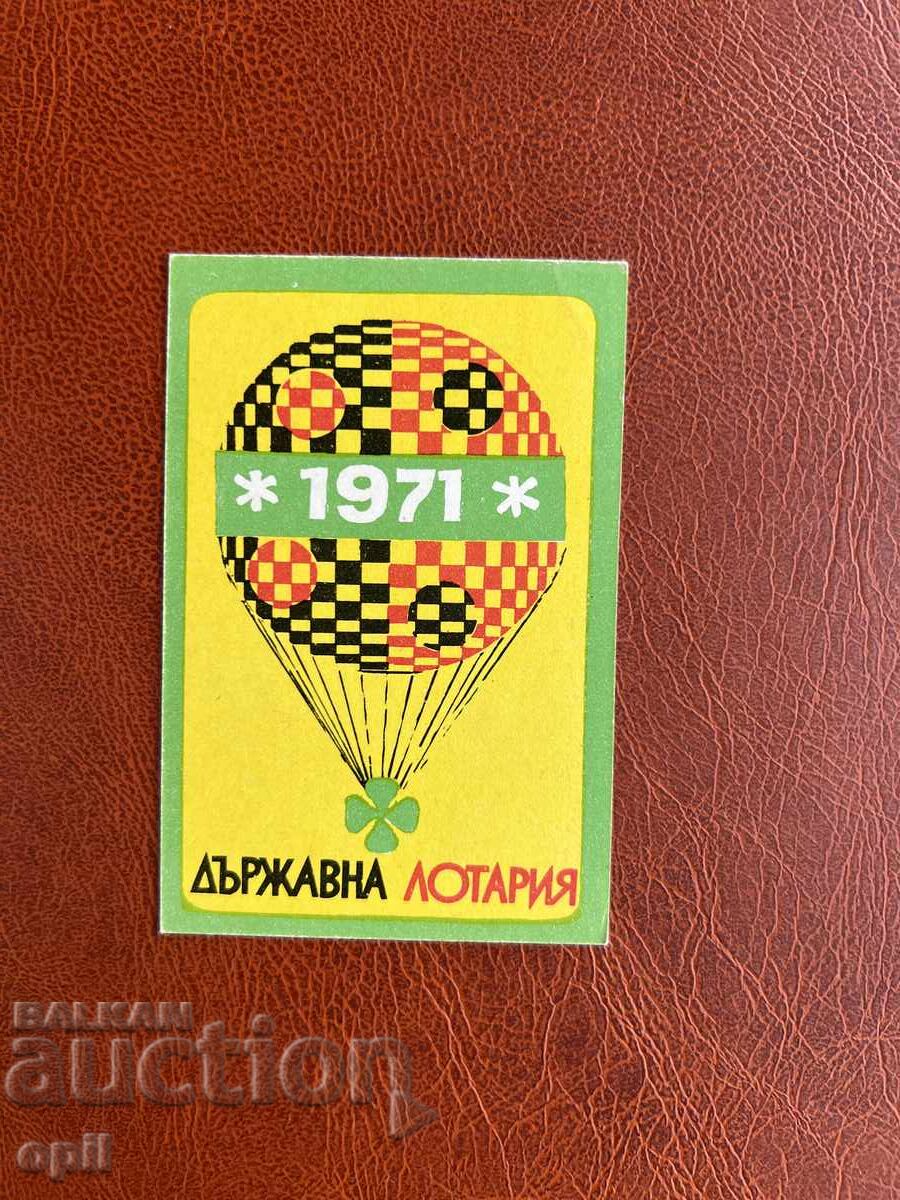 * 1971 *
ДЪРЖАВНА ЛОТАРИЯ
BALKAN
auction
opil